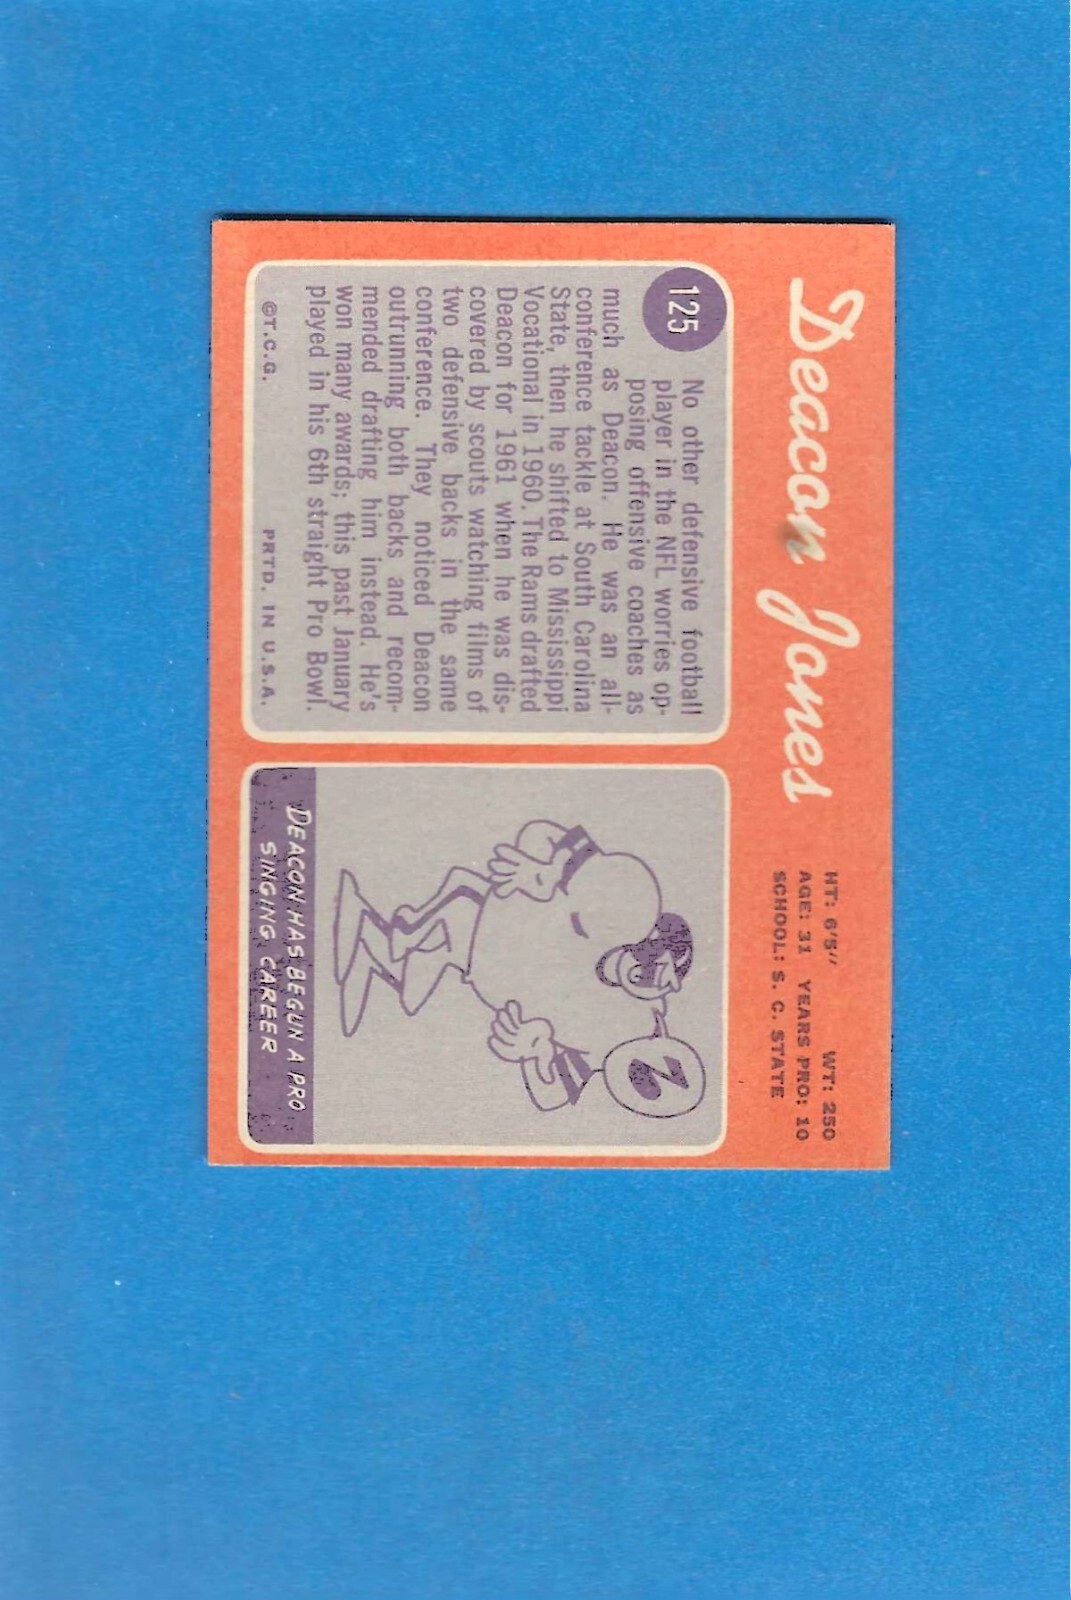 Deacon Jones
HT: 6'5" WT: 250
AGE: 31 YEARS PRO: 10
SCHOOL: S. C. STATE
125
No other defensive football
player in the NFL worries op-
posing offensive coaches as
much as Deacon. He was an all-
conference tackle at South Carolina
State, then he shifted to Mississippi
Vocational in 1960. The Rams drafted
Deacon for 1961 when he was dis-
covered by scouts watching films of
two defensive backs in the same
conference. They noticed Deacon
outrunning both backs and recom-
mended drafting him instead. He's
won many awards; this past January
played in his 6th straight Pro Bowl.
©T.C.G. PRTD. IN U.S.A.
DEACON HAS BEGUN A PRO
SINGING CAREER